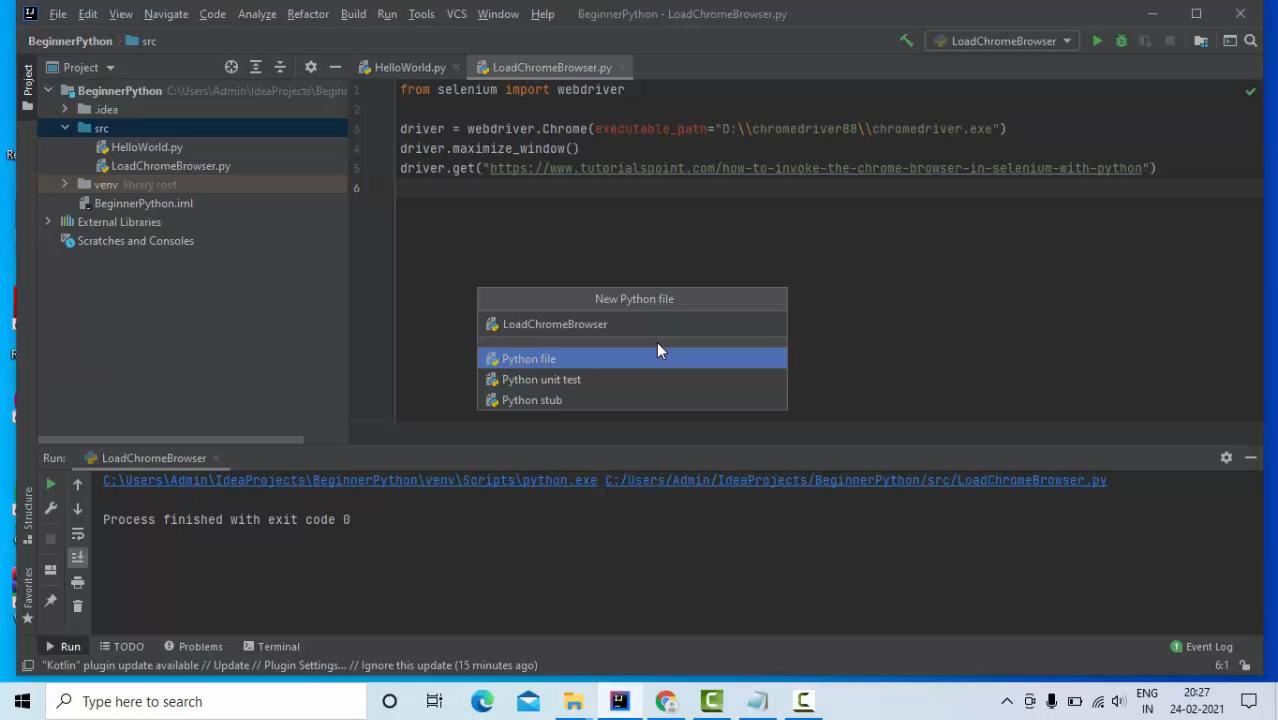 File Edit View Navigate Code Analyze Refactor Build Run Tools VCS Window Help BeginnerPython - LoadChromeBrowser.py
BeginnerPython src LoadChromeBrowser
Project HelloWorld.py LoadChromeBrowser.py
Project
BeginnerPython C:\Users\Admin\IdeaProjects\Beginr
.idea
src
HelloWorld.py
LoadChromeBrowser.py
venv library root
BeginnerPython.iml
External Libraries
Scratches and Consoles
1 from selenium import webdriver
2
3 driver = webdriver.Chrome(executable_path="D:\\chromedriver88\\chromedriver.exe")
4 driver.maximize_window()
5 driver.get("https://www.tutorialspoint.com/how-to-invoke-the-chrome-browser-in-selenium-with-python")
6
New Python file
LoadChromeBrowser
Python file
Python unit test
Python stub
Run: LoadChromeBrowser
C:\Users\Admin\IdeaProjects\BeginnerPython\venv\Scripts\python.exe C:/Users/Admin/IdeaProjects/BeginnerPython/src/LoadChromeBrowser.py
Process finished with exit code 0
Structure
Favorites
Run TODO Problems Terminal 1 Event Log
"Kotlin" plugin update available // Update // Plugin Settings... // Ignore this update (15 minutes ago) 6:1
Type here to search
ENG 20:27
IN 24-02-2021